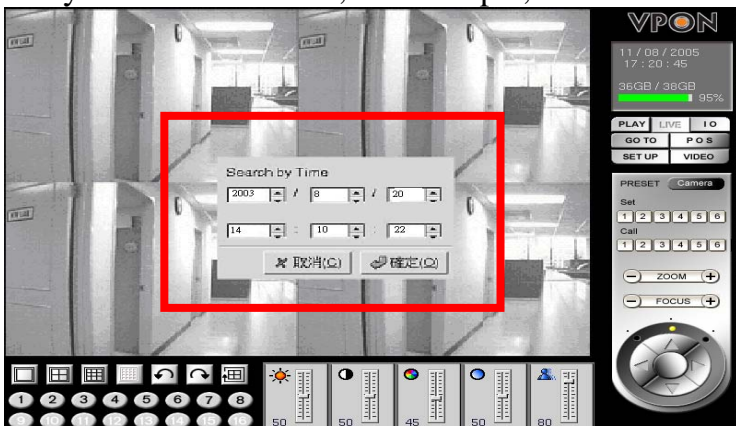 VPON
11 / 08 / 2005
17 : 20 : 45
36GB / 38GB
95%
PLAY LIVE I O
GO TO P O S
SET UP VIDEO
PRESET Camera
Set
1 2 3 4 5 6
Call
1 2 3 4 5 6
ZOOM
FOCUS
Search by Time
2003 / 8 / 20
14 : 10 : 22
取消(C) 確定(O)
1 2 3 4 5 6 7 8
9 10 11 12 13 14 15 16
50 50 45 50 80